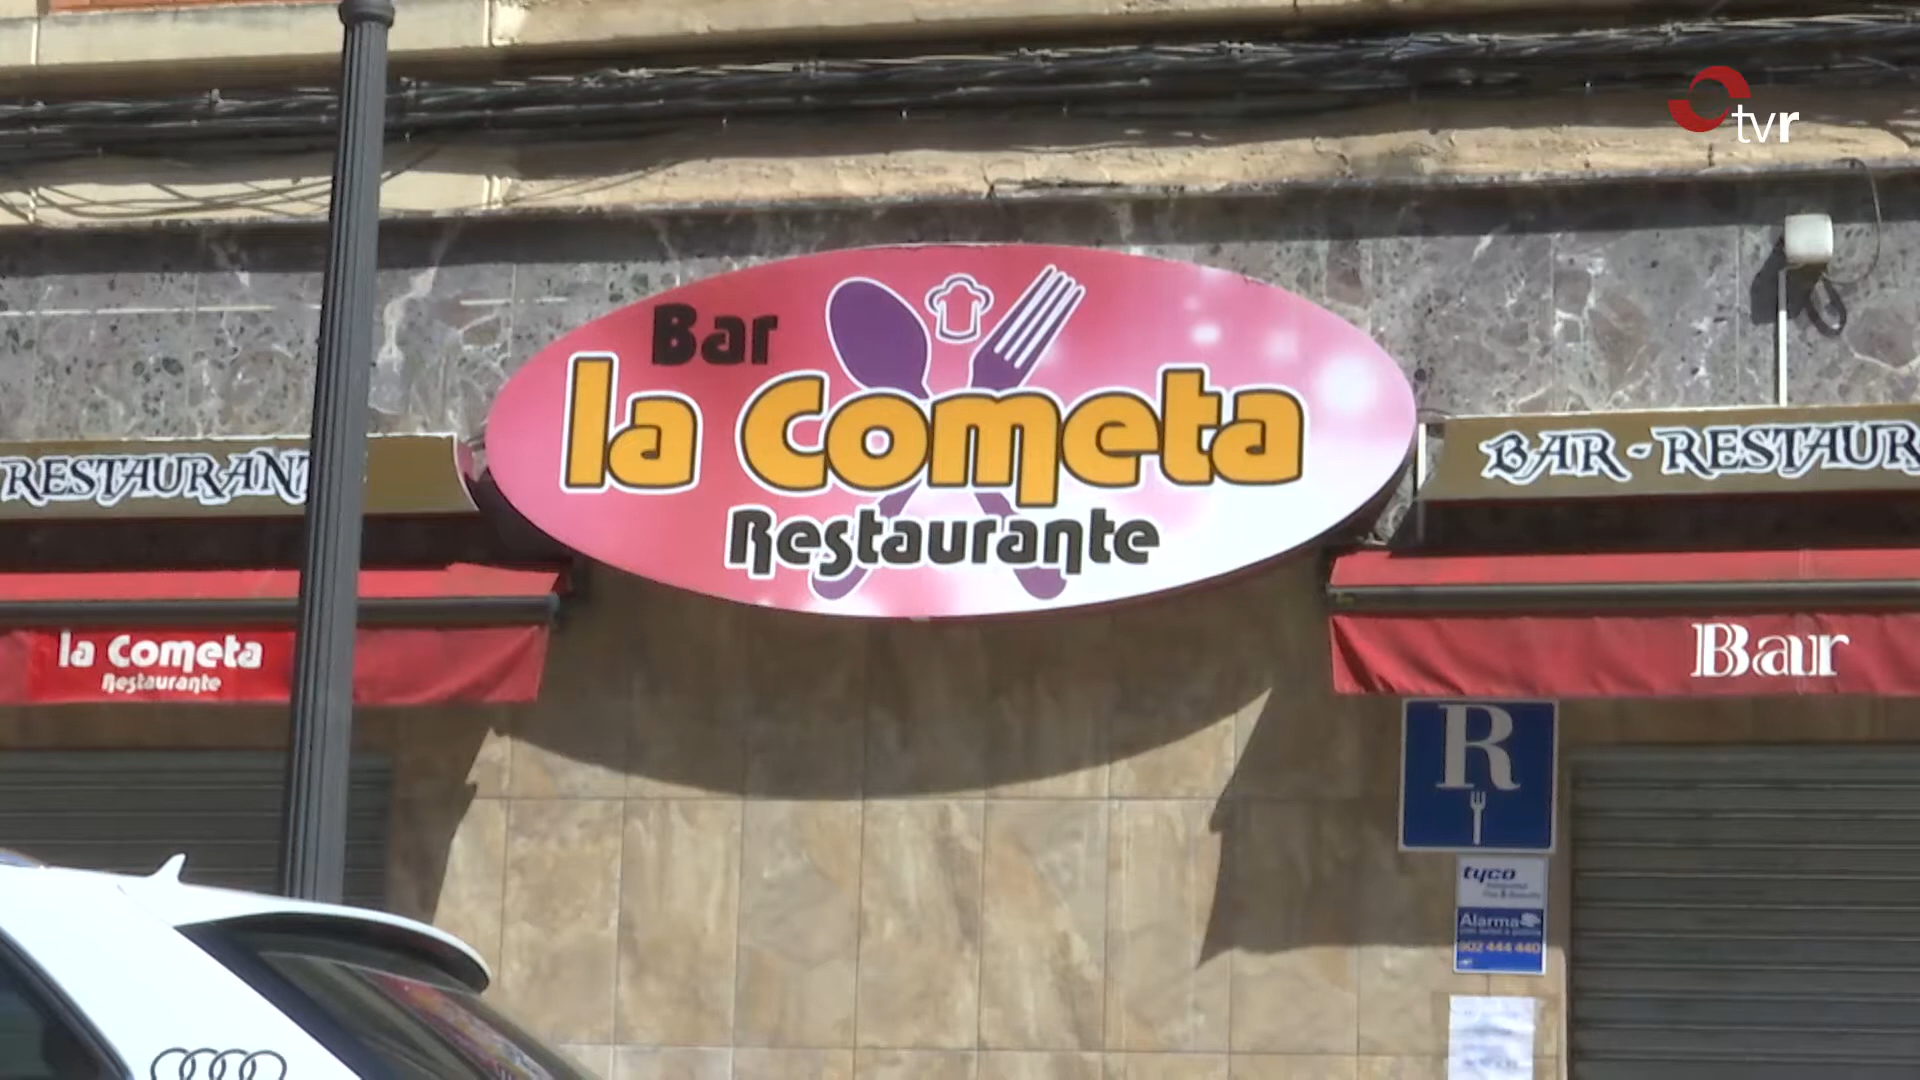 tvr
Bar
la Cometa
Restaurante
RESTAURANT
BAR - RESTAUR
la Cometa
Restaurante
Bar
R
tyco
Alarma
902 444 440